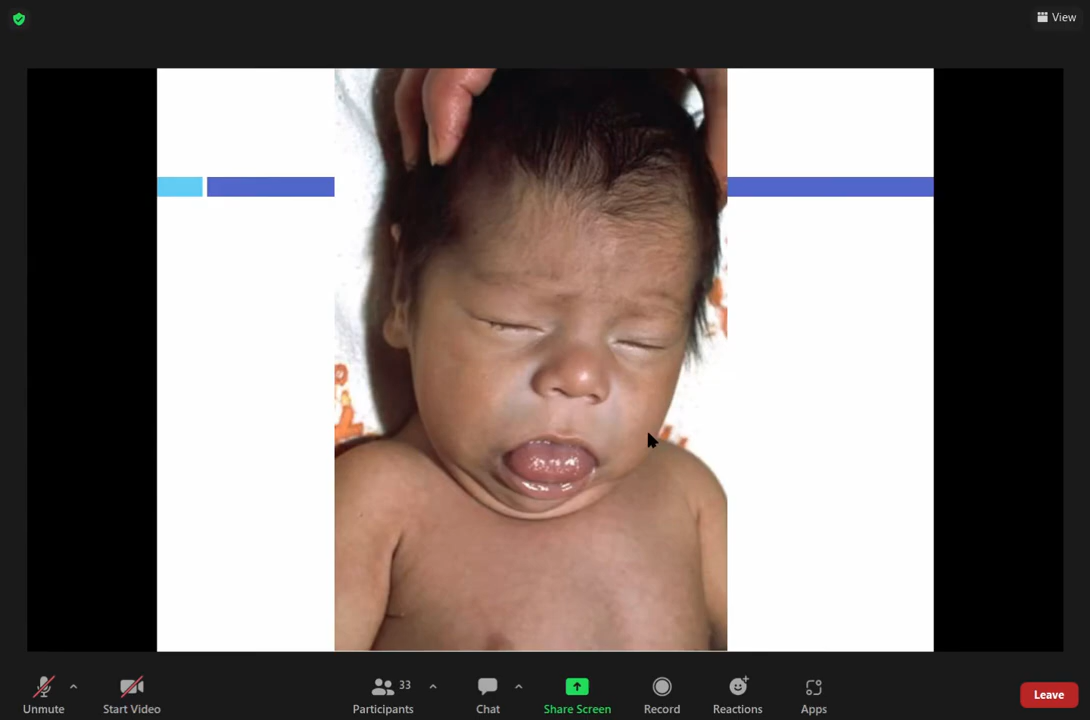 View
Unmute
Start Video
Participants
33
Chat
Share Screen
Record
Reactions
Apps
Leave